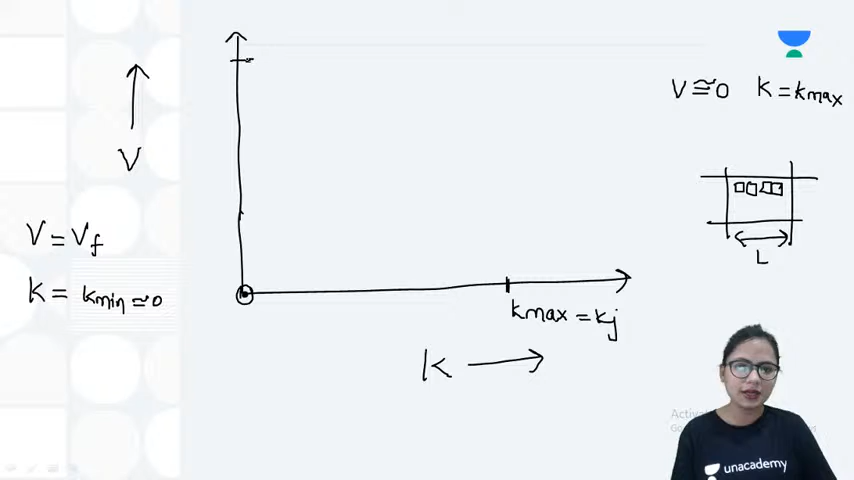 V
V = Vf
K = kmin ≅ 0
kmax = kj
K
V ≅ 0 K = kmax
L
unacademy